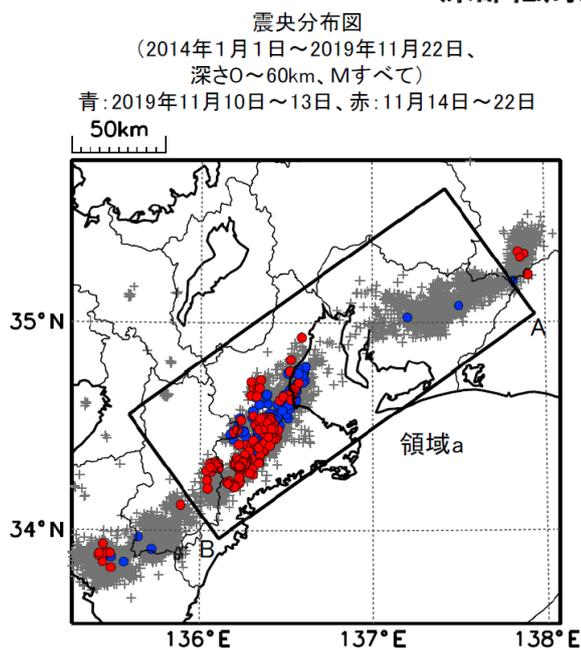 震央分布図
(2014年1月1日～2019年11月22日、
深さ0～60km、Mすべて)
青:2019年11月10日～13日、赤:11月14日～22日
50km
35°N
A
領域a
34°N
B
136°E
137°E
138°E